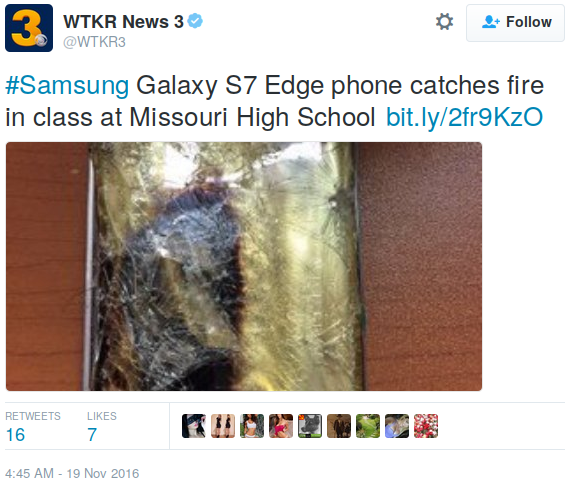 3
WTKR News 3
@WTKR3
Follow
#Samsung Galaxy S7 Edge phone catches fire
in class at Missouri High School bit.ly/2fr9KzO
RETWEETS
16
LIKES
7
4:45 AM - 19 Nov 2016